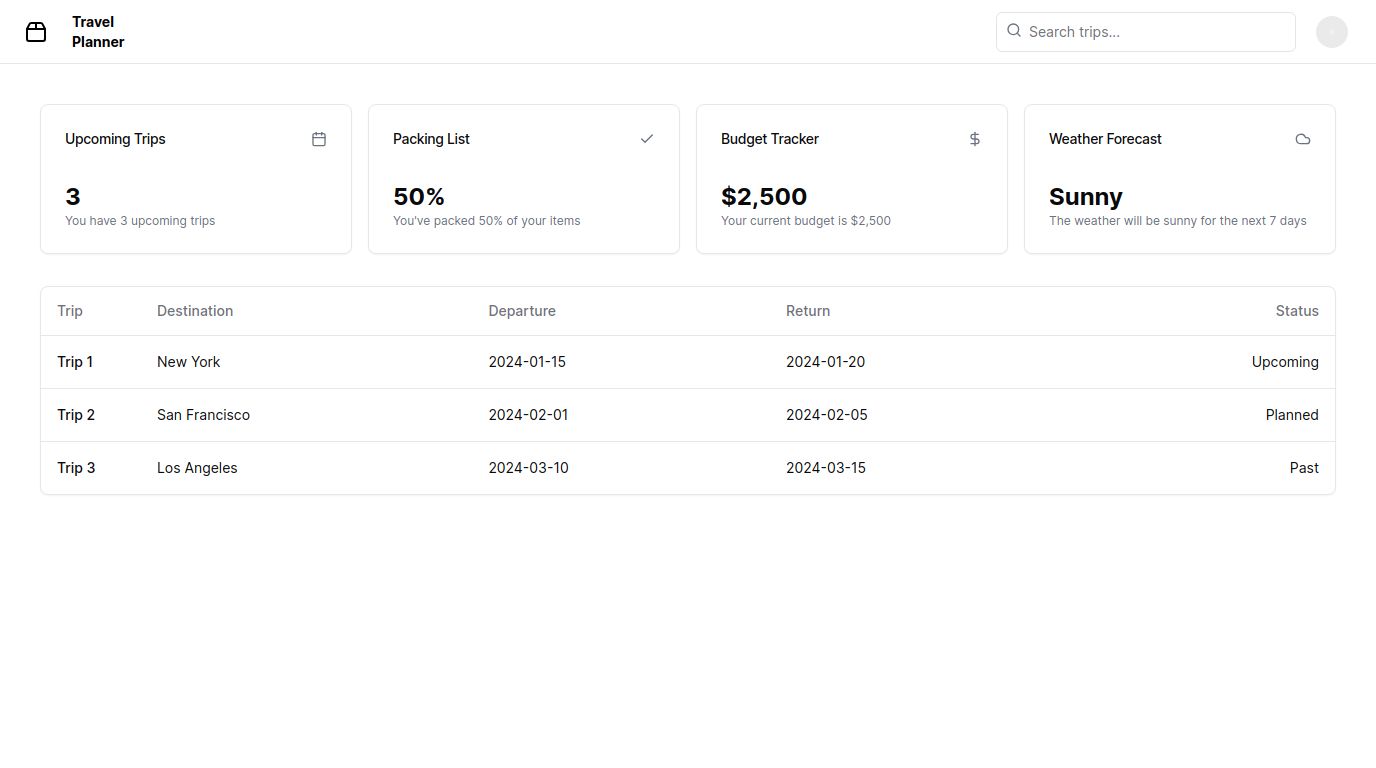 Travel
Planner
Search trips...
Upcoming Trips
3
You have 3 upcoming trips
Packing List
50%
You've packed 50% of your items
Budget Tracker
$2,500
Your current budget is $2,500
Weather Forecast
Sunny
The weather will be sunny for the next 7 days
Trip Destination Departure Return Status
Trip 1 New York 2024-01-15 2024-01-20 Upcoming
Trip 2 San Francisco 2024-02-01 2024-02-05 Planned
Trip 3 Los Angeles 2024-03-10 2024-03-15 Past